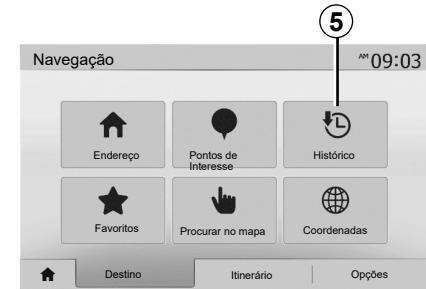 5
Navegação AM 09:03
Endereço
Pontos de
Interesse
Histórico
Favoritos
Procurar no mapa
Coordenadas
Destino
Itinerário
Opções